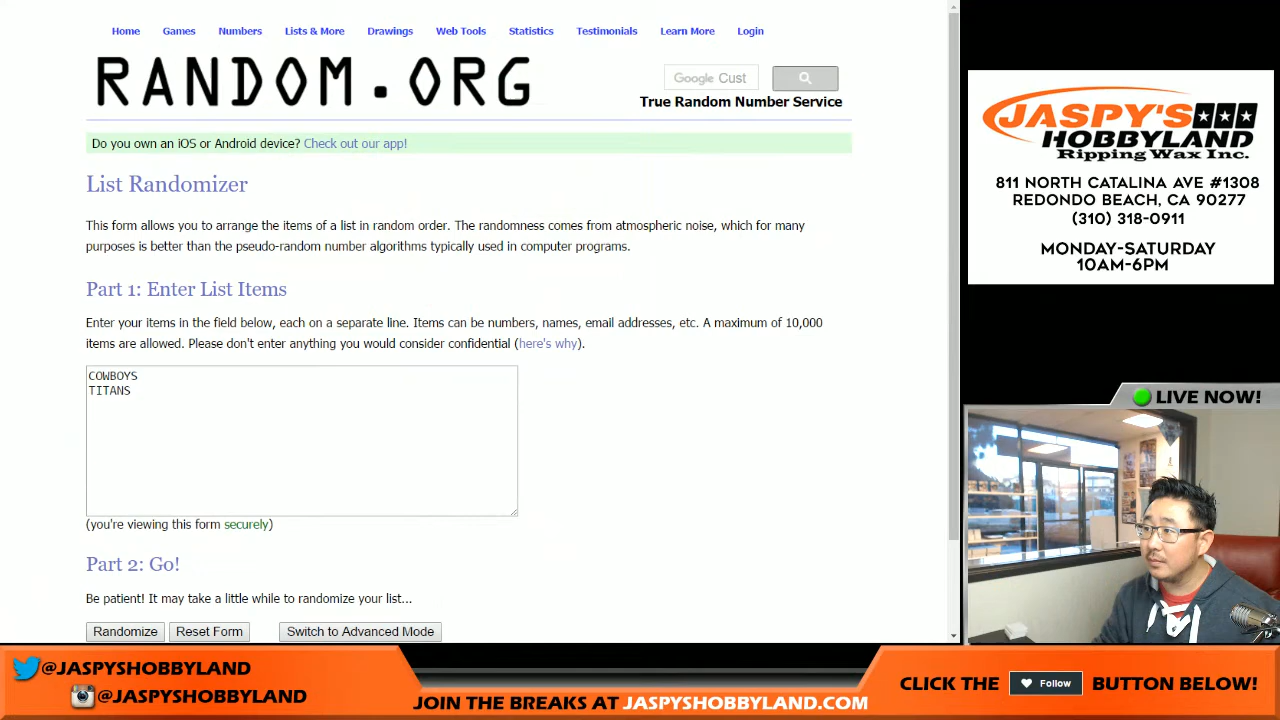 Home Games Numbers Lists & More Drawings Web Tools Statistics Testimonials Learn More Login
RANDOM.ORG
Google Cust
True Random Number Service
Do you own an iOS or Android device? Check out our app!
List Randomizer
This form allows you to arrange the items of a list in random order. The randomness comes from atmospheric noise, which for many
purposes is better than the pseudo-random number algorithms typically used in computer programs.
Part 1: Enter List Items
Enter your items in the field below, each on a separate line. Items can be numbers, names, email addresses, etc. A maximum of 10,000
items are allowed. Please don't enter anything you would consider confidential (here's why).
COWBOYS
TITANS
(you're viewing this form securely)
Part 2: Go!
Be patient! It may take a little while to randomize your list...
Randomize Reset Form Switch to Advanced Mode
JASPY'S
HOBBYLAND
Ripping Wax Inc.
811 NORTH CATALINA AVE #1308
REDONDO BEACH, CA 90277
(310) 318-0911
MONDAY-SATURDAY
10AM-6PM
LIVE NOW!
@JASPYSHOBBYLAND
@JASPYSHOBBYLAND
JOIN THE BREAKS AT JASPYSHOBBYLAND.COM
CLICK THE Follow BUTTON BELOW!